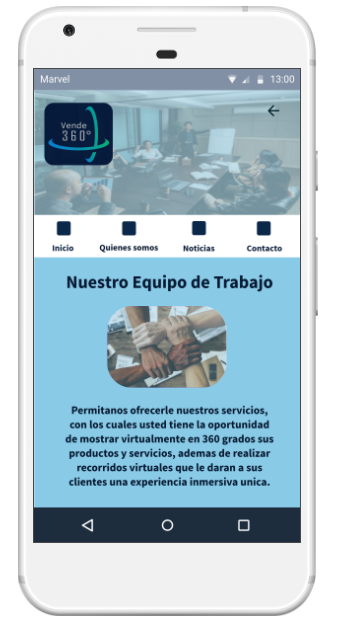 Marvel
13:00
Vende
360°
Inicio
Quienes somos
Noticias
Contacto
Nuestro Equipo de Trabajo
Permitanos ofrecerle nuestros servicios,
con los cuales usted tiene la oportunidad
de mostrar virtualmente en 360 grados sus
productos y servicios, ademas de realizar
recorridos virtuales que le daran a sus
clientes una experiencia inmersiva unica.